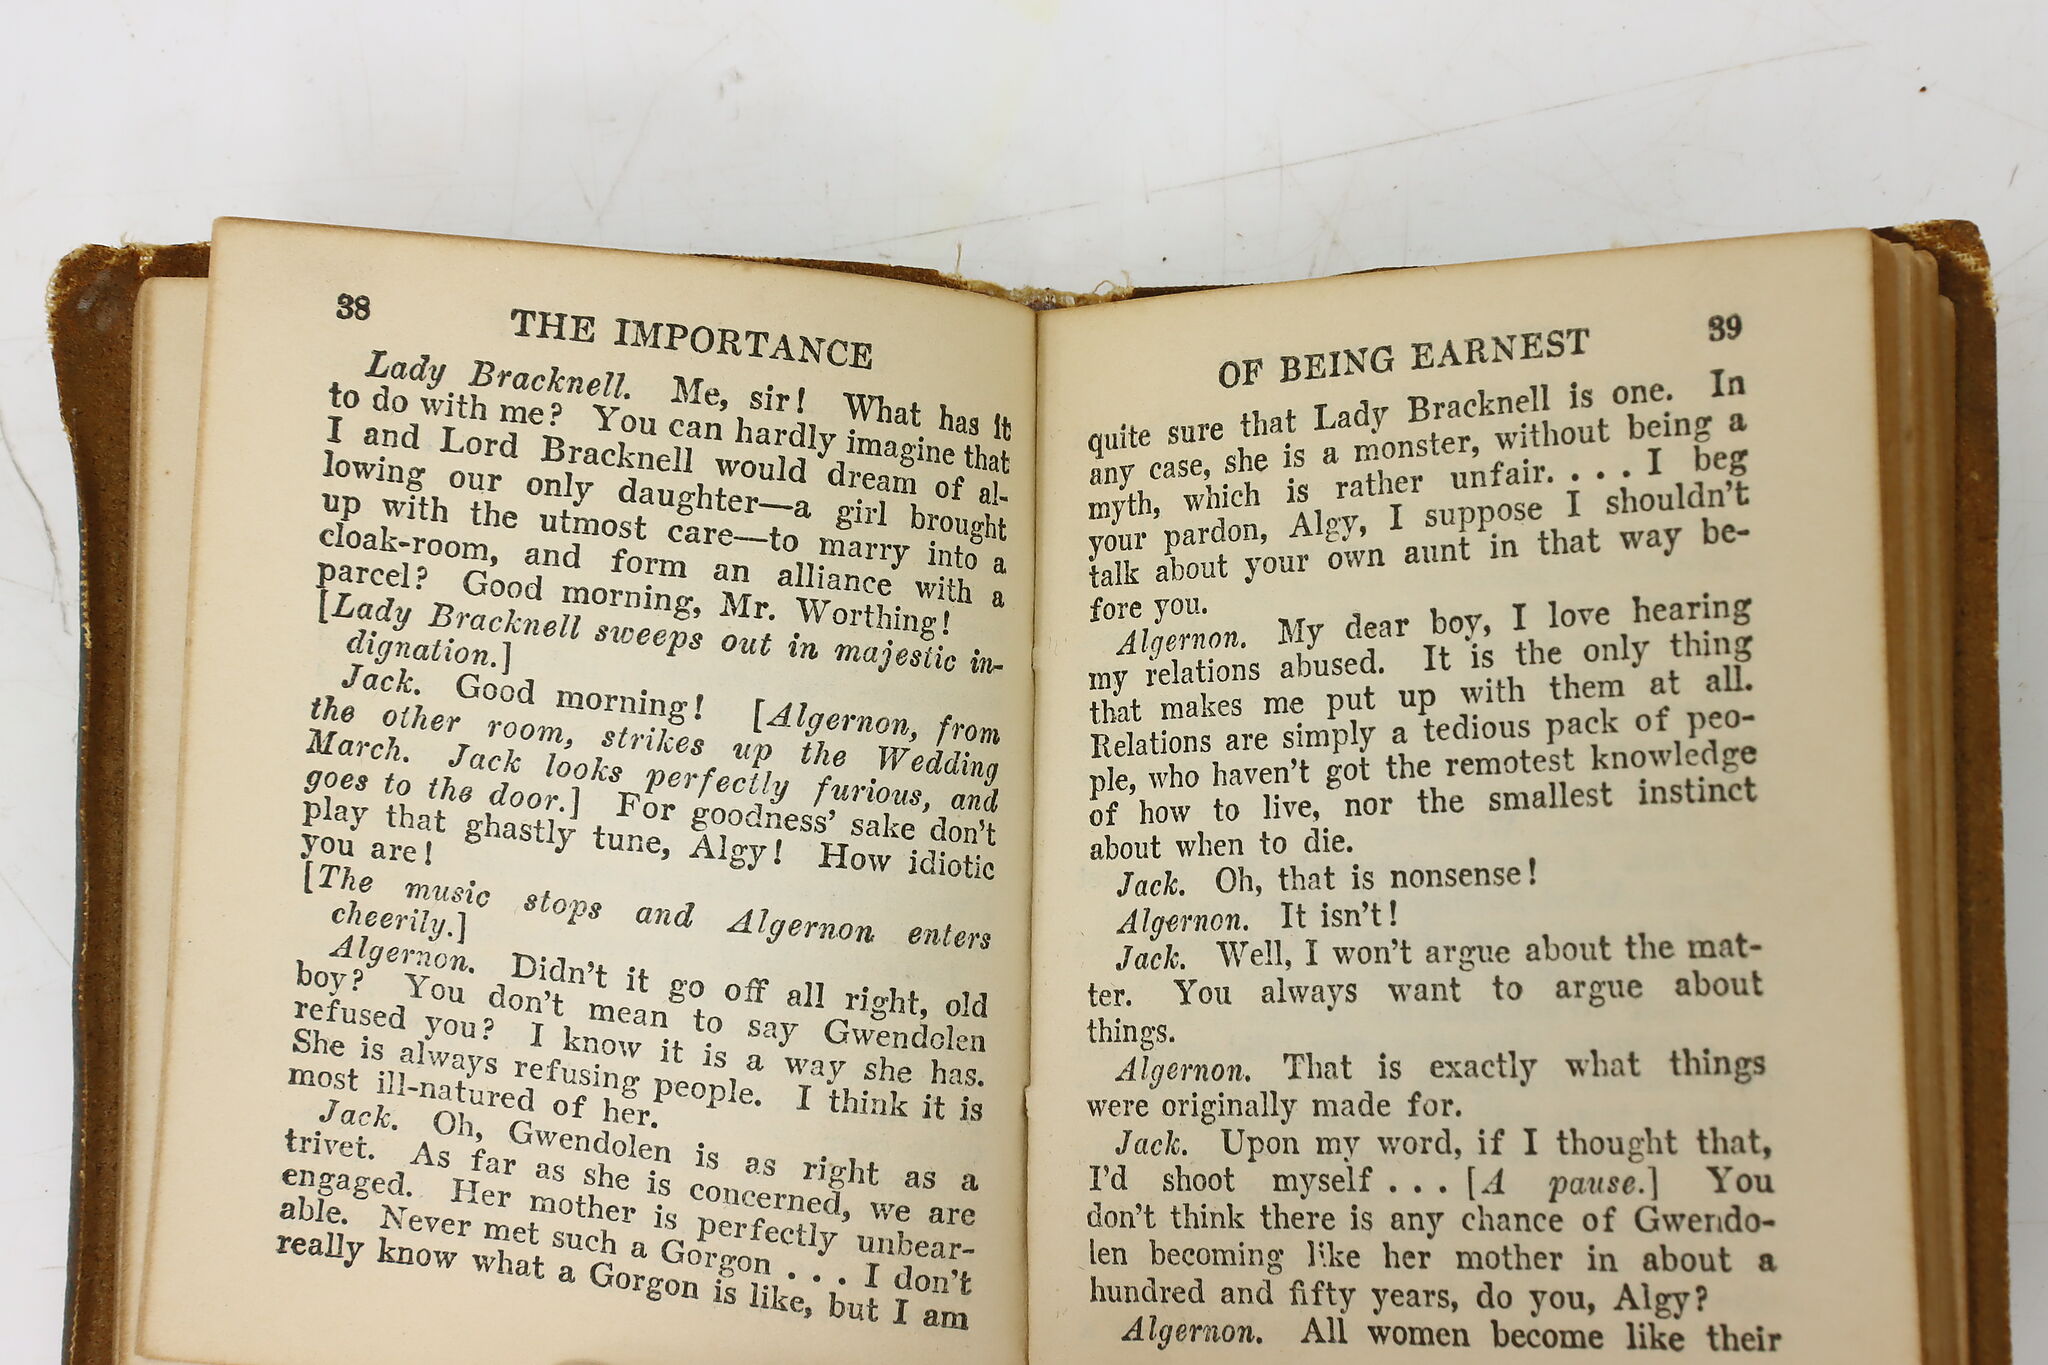 38
THE IMPORTANCE
Lady Bracknell. Me, sir! What has it
to do with me? You can hardly imagine that
I and Lord Bracknell would dream of al-
lowing our only daughter—a girl brought
up with the utmost care—to marry into a
cloak-room, and form an alliance with a
parcel? Good morning, Mr. Worthing!
[Lady Bracknell sweeps out in majestic in-
dignation.]
Jack. Good morning! [Algernon, from
the other room, strikes up the Wedding
March. Jack looks perfectly furious, and
goes to the door.] For goodness' sake don't
play that ghastly tune, Algy! How idiotic
you are!
[The music stops and Algernon enters
cheerily.]
Algernon. Didn't it go off all right, old
boy? You don't mean to say Gwendolen
refused you? I know it is a way she has.
She is always refusing people. I think it is
most ill-natured of her.
Jack. Oh, Gwendolen is as right as a
trivet. As far as she is concerned, we are
engaged. Her mother is perfectly unbear-
able. Never met such a Gorgon . . . I don't
really know what a Gorgon is like, but I am
OF BEING EARNEST
39
quite sure that Lady Bracknell is one. In
any case, she is a monster, without being a
myth, which is rather unfair. . . . I beg
your pardon, Algy, I suppose I shouldn't
talk about your own aunt in that way be-
fore you.
Algernon. My dear boy, I love hearing
my relations abused. It is the only thing
that makes me put up with them at all.
Relations are simply a tedious pack of peo-
ple, who haven't got the remotest knowledge
of how to live, nor the smallest instinct
about when to die.
Jack. Oh, that is nonsense!
Algernon. It isn't!
Jack. Well, I won't argue about the mat-
ter. You always want to argue about
things.
Algernon. That is exactly what things
were originally made for.
Jack. Upon my word, if I thought that,
I'd shoot myself . . . [A pause.] You
don't think there is any chance of Gwendo-
len becoming like her mother in about a
hundred and fifty years, do you, Algy?
Algernon. All women become like their